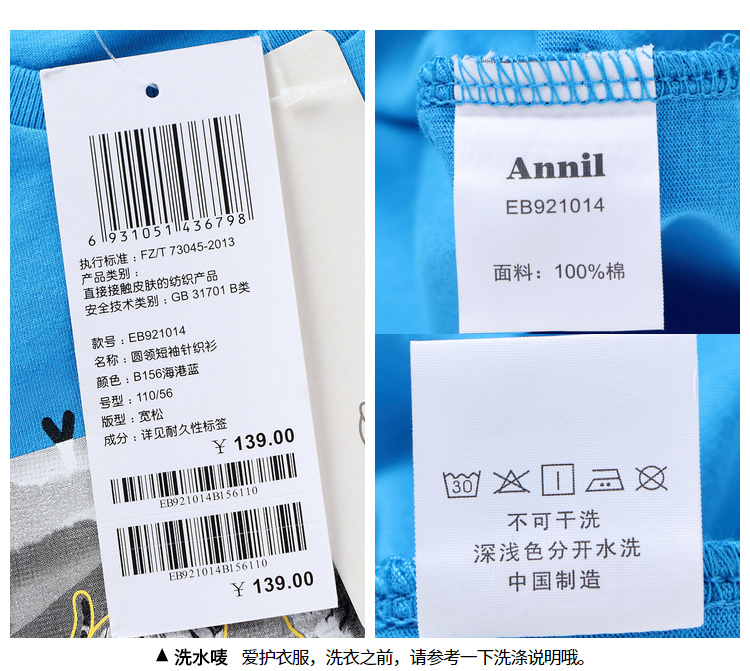 6 931051 436798
执行标准：FZ/T 73045-2013
产品类别：
直接接触皮肤的纺织产品
安全技术类别：GB 31701 B类
款号：EB921014
名称：圆领短袖针织衫
颜色：B156海港蓝
号型：110/56
版型：宽松
成分：详见耐久性标签
￥ 139.00
EB921014B156110
EB921014B156110
￥ 139.00
Annil
EB921014
面料：100%棉
30
不可干洗
深浅色分开水洗
中国制造
▲ 洗水唛 爱护衣服，洗衣之前，请参考一下洗涤说明哦。